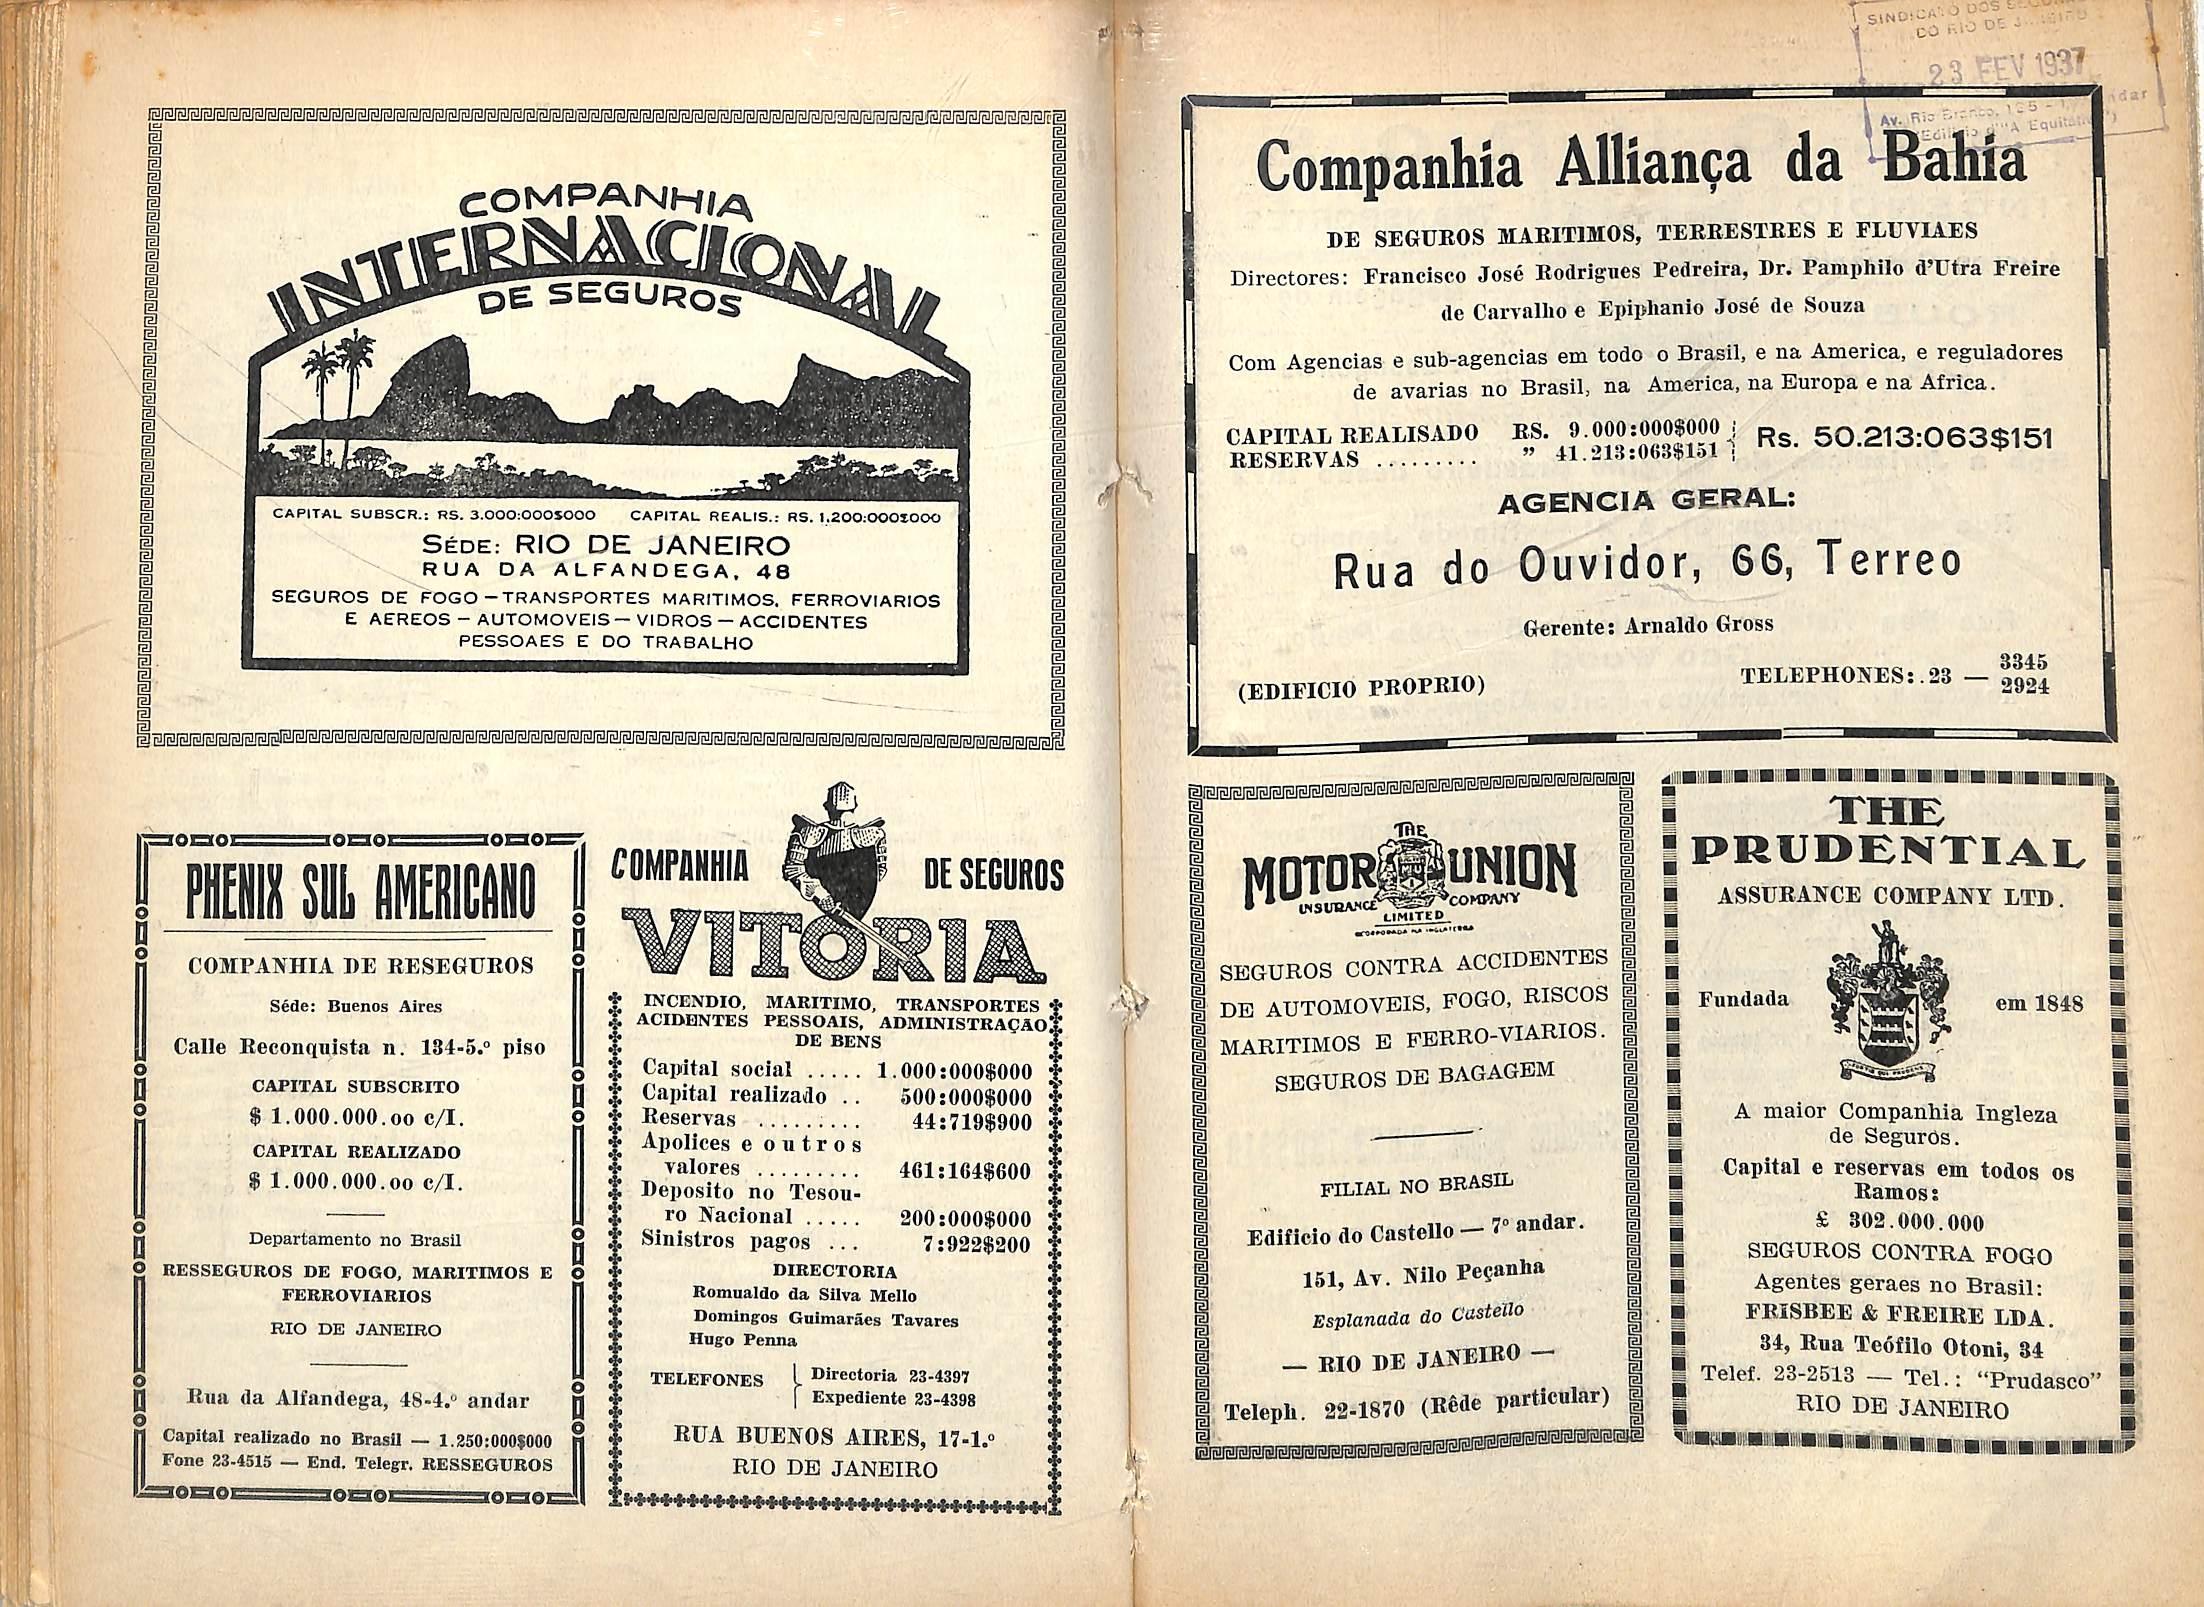 COMPANHIA
INTERNACIONAL
DE SEGUROS
CAPITAL SUBSCR.: RS. 3.000:000$000 CAPITAL REALIS.: RS. 1.200:000$000
SÉDE: RIO DE JANEIRO
RUA DA ALFANDEGA, 48
SEGUROS DE FOGO — TRANSPORTES MARITIMOS, FERROVIARIOS
E AEREOS — AUTOMOVEIS — VIDROS — ACCIDENTES
PESSOAES E DO TRABALHO
PHENIX SUL AMERICANO
COMPANHIA DE RESEGUROS
Séde: Buenos Aires
Calle Reconquista n. 134-5.º piso
CAPITAL SUBSCRITO
$ 1.000.000.oo c/l.
CAPITAL REALIZADO
$ 1.000.000.oo c/l.
Departamento no Brasil
RESSEGUROS DE FOGO, MARITIMOS E
FERROVIARIOS
RIO DE JANEIRO
Rua da Alfandega, 48-4.º andar
Capital realizado no Brasil — 1.250:000$000
Fone 23-4515 — End. Telegr. RESSEGUROS
COMPANHIA DE SEGUROS
VITORIA
INCENDIO, MARITIMO, TRANSPORTES
ACIDENTES PESSOAIS, ADMINISTRAÇÃO
DE BENS
Capital social ..... 1.000:000$000
Capital realizado .. 500:000$000
Reservas ......... 44:719$900
Apolices e outros
valores ......... 461:164$600
Deposito no Tesou-
ro Nacional ..... 200:000$000
Sinistros pagos ... 7:922$200
DIRECTORIA
Romualdo da Silva Mello
Domingos Guimarães Tavares
Hugo Penna
TELEFONES { Directoria 23-4397
Expediente 23-4398
RUA BUENOS AIRES, 17-1.º
RIO DE JANEIRO
SINDICATO DOS
DO RIO DE JANEIRO
23 FEV 1937
Av. Rio Branco,
Companhia Alliança da Bahia
DE SEGUROS MARITIMOS, TERRESTRES E FLUVIAES
Directores: Francisco José Rodrigues Pedreira, Dr. Pamphilo d'Utra Freire
de Carvalho e Epiphanio José de Souza
Com Agencias e sub-agencias em todo o Brasil, e na America, e reguladores
de avarias no Brasil, na America, na Europa e na Africa.
CAPITAL REALISADO RS. 9.000:000$000
RESERVAS ......... ” 41.213:063$151
Rs. 50.213:063$151
AGENCIA GERAL:
Rua do Ouvidor, 66, Terreo
Gerente: Arnaldo Gross
(EDIFICIO PROPRIO) TELEPHONES:.23 — 3345
2924
THE
MOTOR UNION
INSURANCE COMPANY
LIMITED
SEGUROS CONTRA ACCIDENTES
DE AUTOMOVEIS, FOGO, RISCOS
MARITIMOS E FERRO-VIARIOS.
SEGUROS DE BAGAGEM
FILIAL NO BRASIL
Edificio do Castello — 7º andar.
151, Av. Nilo Peçanha
Esplanada do Castello
— RIO DE JANEIRO —
Teleph. 22-1870 (Rêde particular)
THE
PRUDENTIAL
ASSURANCE COMPANY LTD.
Fundada em 1848
A maior Companhia Ingleza
de Seguros.
Capital e reservas em todos os
Ramos:
£ 302.000.000
SEGUROS CONTRA FOGO
Agentes geraes no Brasil:
FRISBEE & FREIRE LDA.
34, Rua Teófilo Otoni, 34
Telef. 23-2513 — Tel.: “Prudasco”
RIO DE JANEIRO